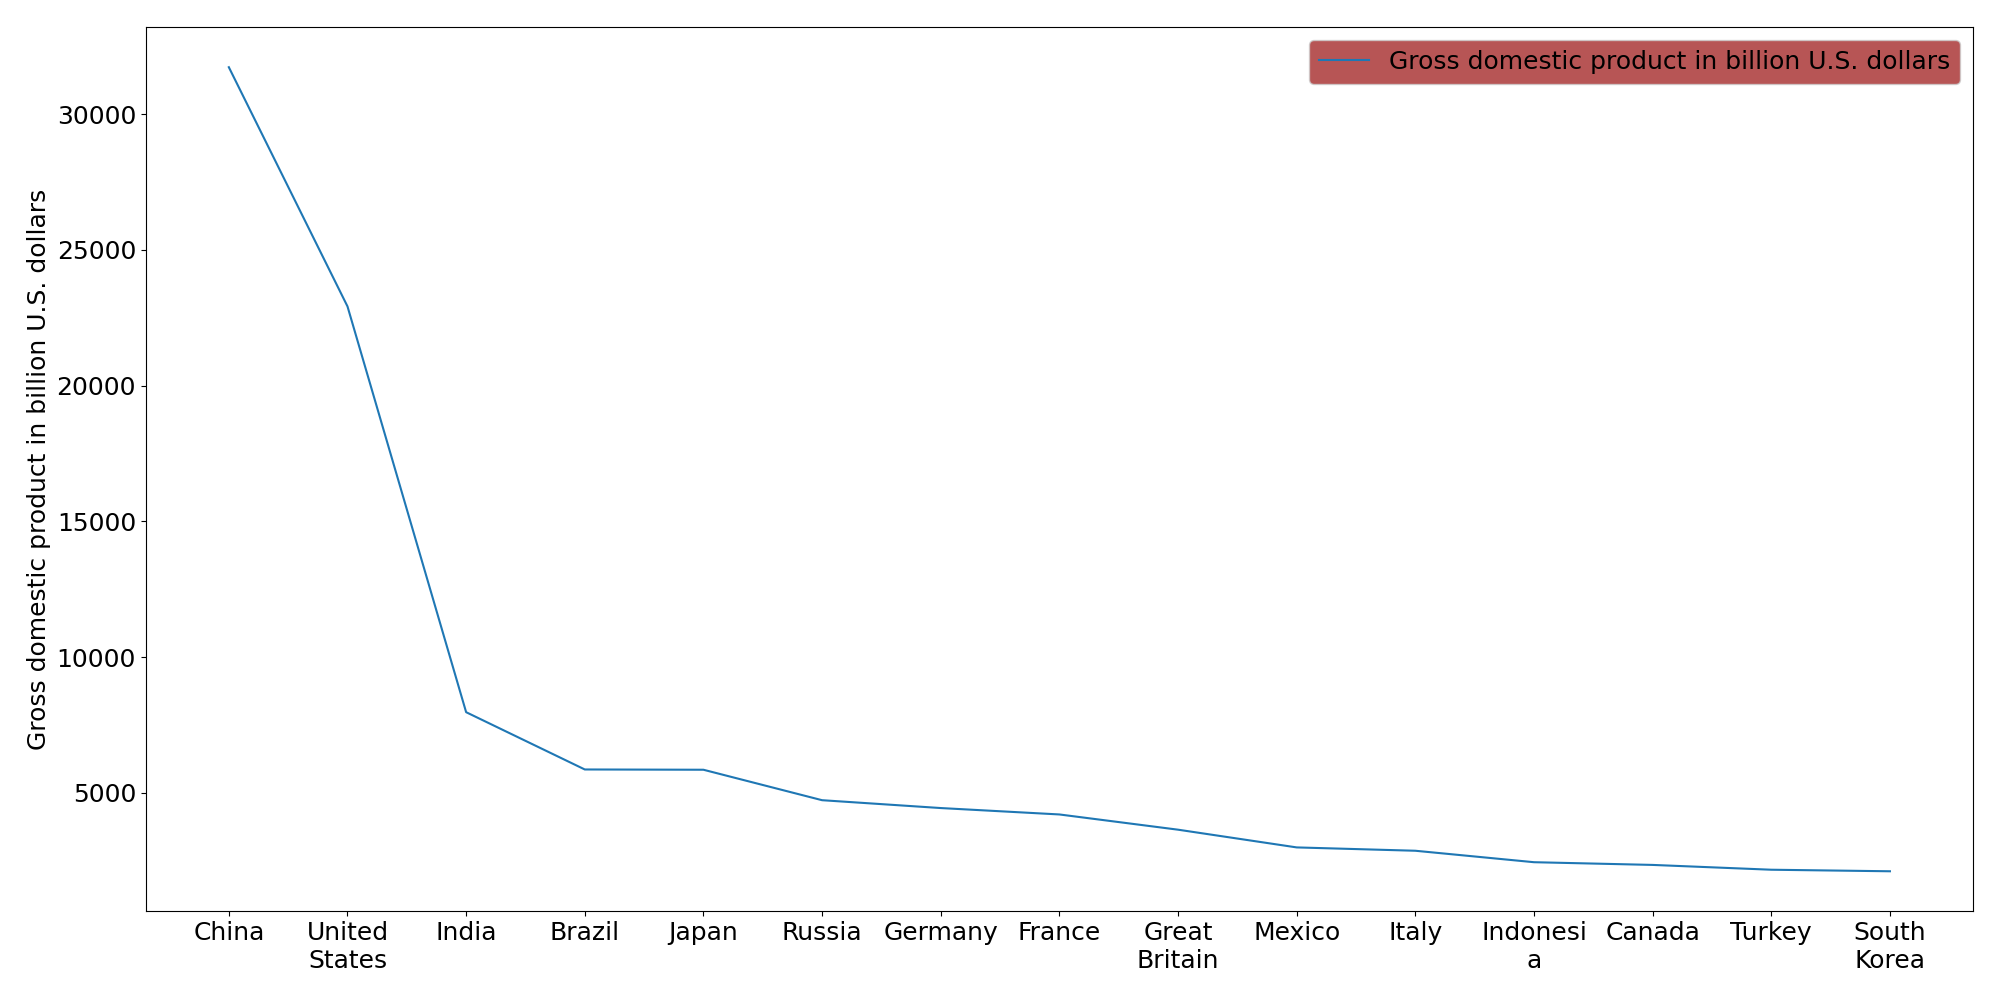 Gross domestic product in billion U.S. dollars
Gross domestic product in billion U.S. dollars
30000
25000
20000
15000
10000
5000
China
United
States
India
Brazil
Japan
Russia
Germany
France
Great
Britain
Mexico
Italy
Indonesi
a
Canada
Turkey
South
Korea